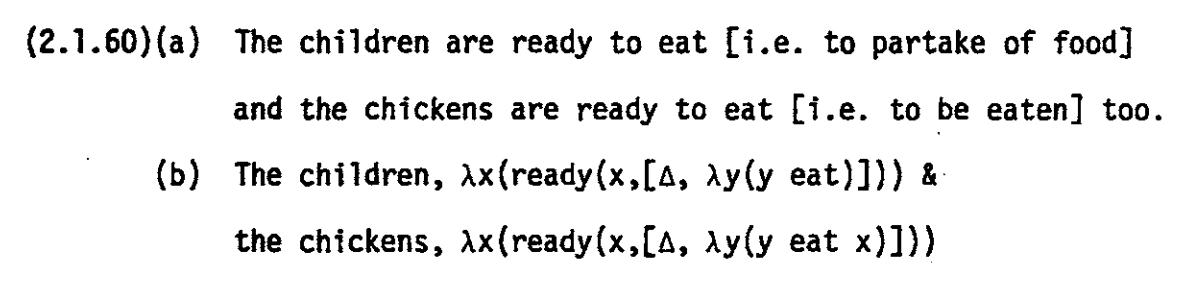 (2.1.60)(a) The children are ready to eat [i.e. to partake of food]
and the chickens are ready to eat [i.e. to be eaten] too.
(b) The children, λx(ready(x,[Δ, λy(y eat)])) &
the chickens, λx(ready(x,[Δ, λy(y eat x)]))